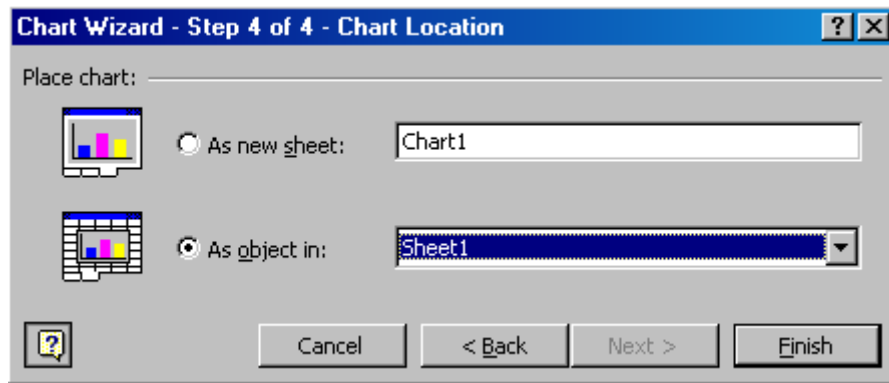 Chart Wizard - Step 4 of 4 - Chart Location ? ×
Place chart:
As new sheet: Chart1
As object in: Sheet1
? Cancel < Back Next > Finish